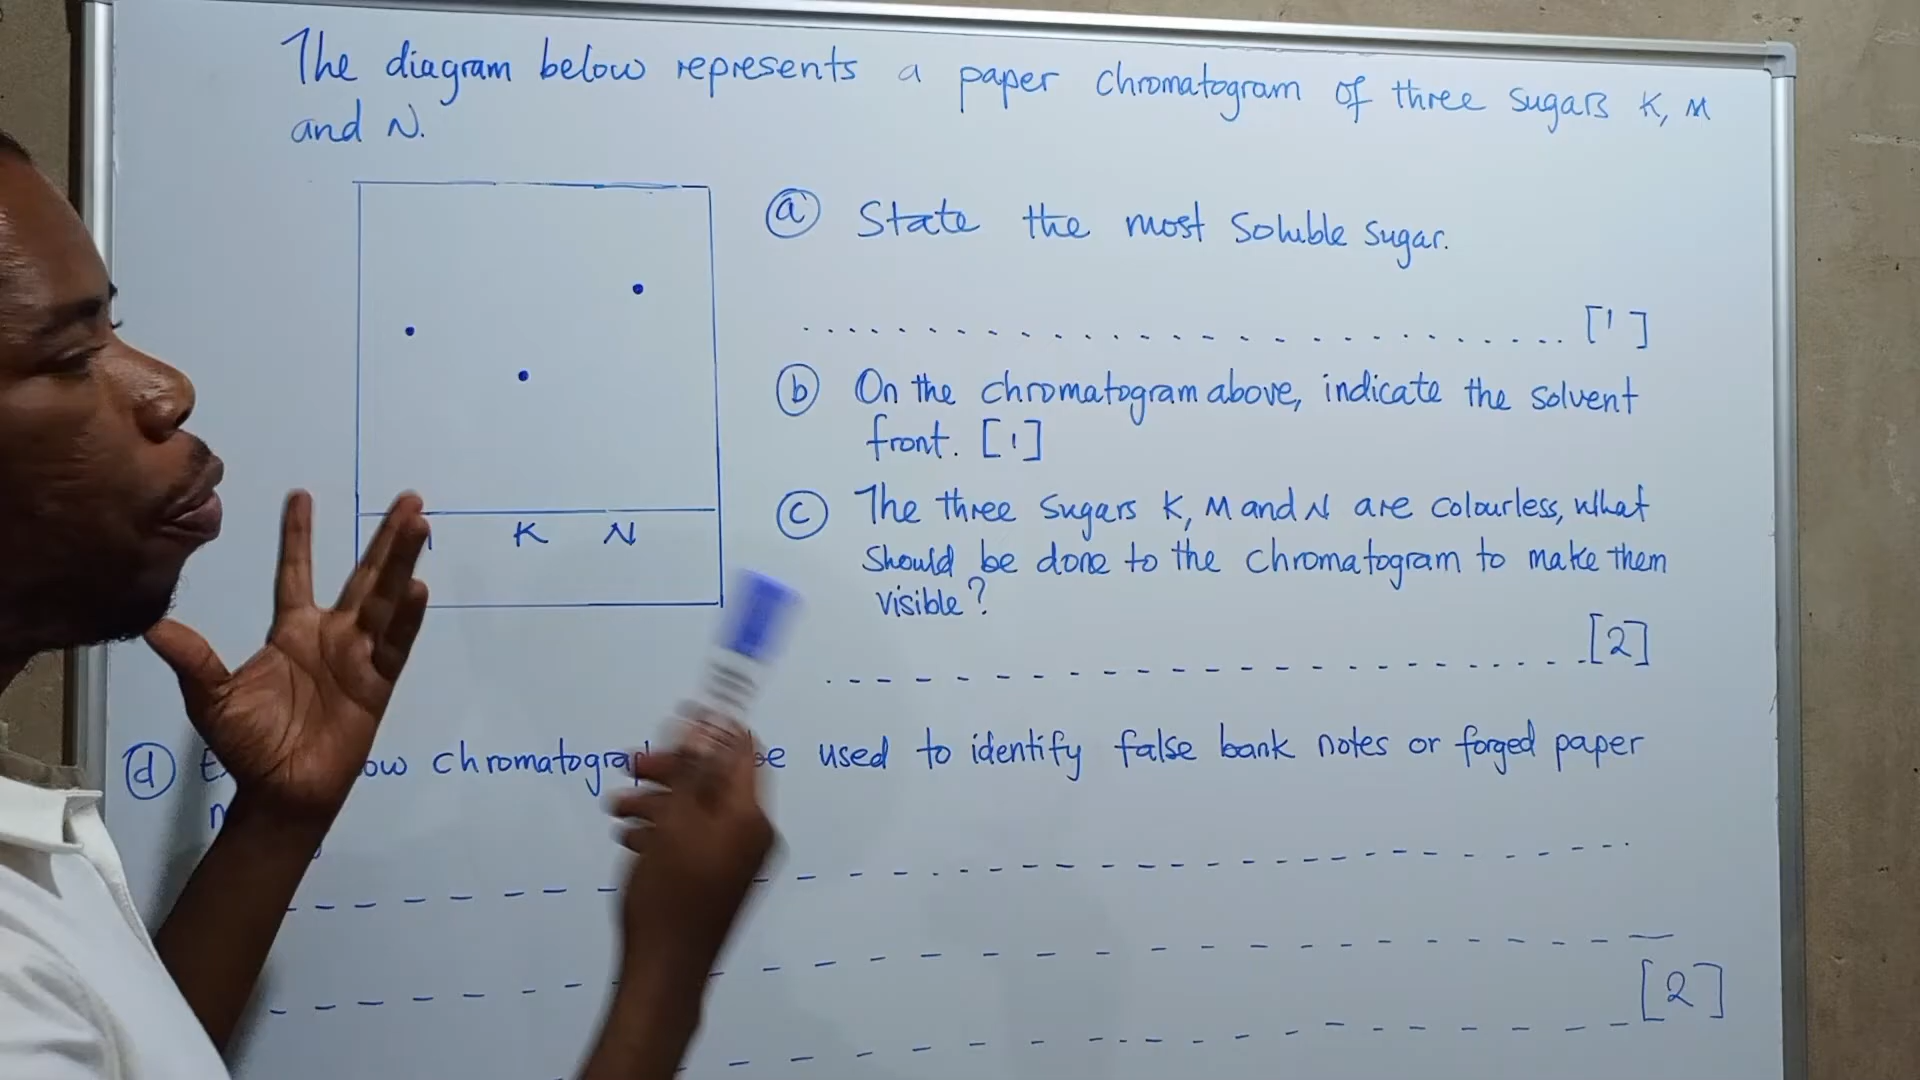 The diagram below represents a paper chromatogram of three sugars K, M
and N.
K N
(a) State the most soluble sugar.
[1]
(b) On the chromatogram above, indicate the solvent
front. [1]
(c) The three sugars K, M and N are colourless, what
should be done to the chromatogram to make them
visible?
[2]
(d) chromatograp be used to identify false bank notes or forged paper
[2]